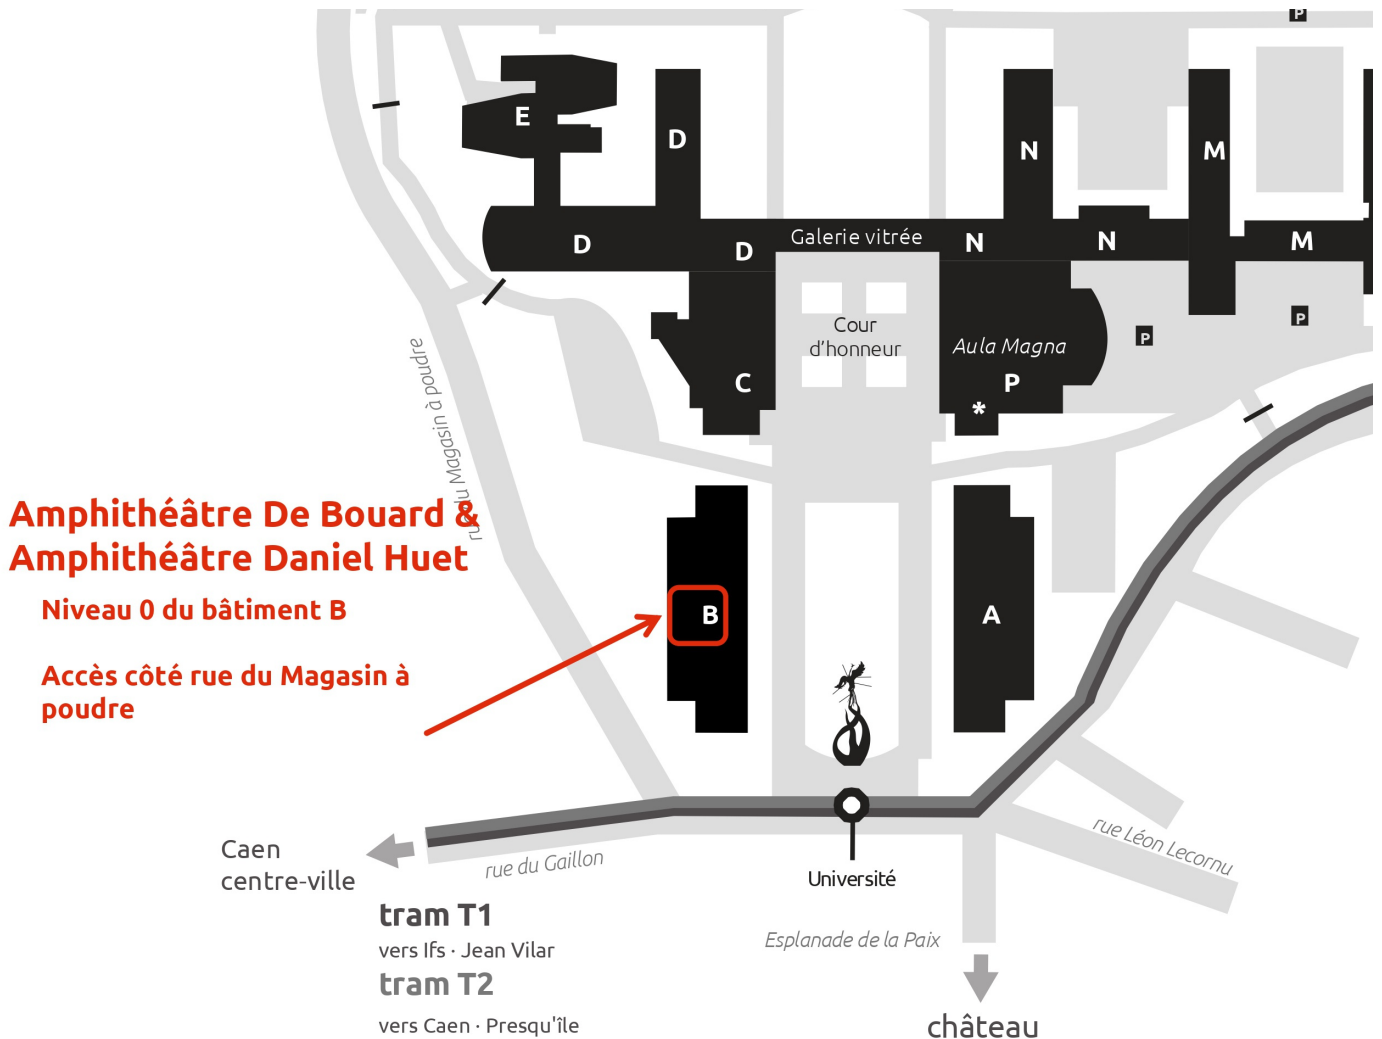 P
E
D
N
M
D
D
Galerie vitrée
N
N
M
Cour
d'honneur
Aula Magna
P
P
P
C
*
rue du Magasin à poudre
Amphithéâtre De Bouard &
Amphithéâtre Daniel Huet
Niveau 0 du bâtiment B
Accès côté rue du Magasin à
poudre
B
A
Caen
centre-ville
rue du Gaillon
Université
rue Léon Lecornu
tram T1
vers Ifs · Jean Vilar
tram T2
vers Caen · Presqu'île
Esplanade de la Paix
château